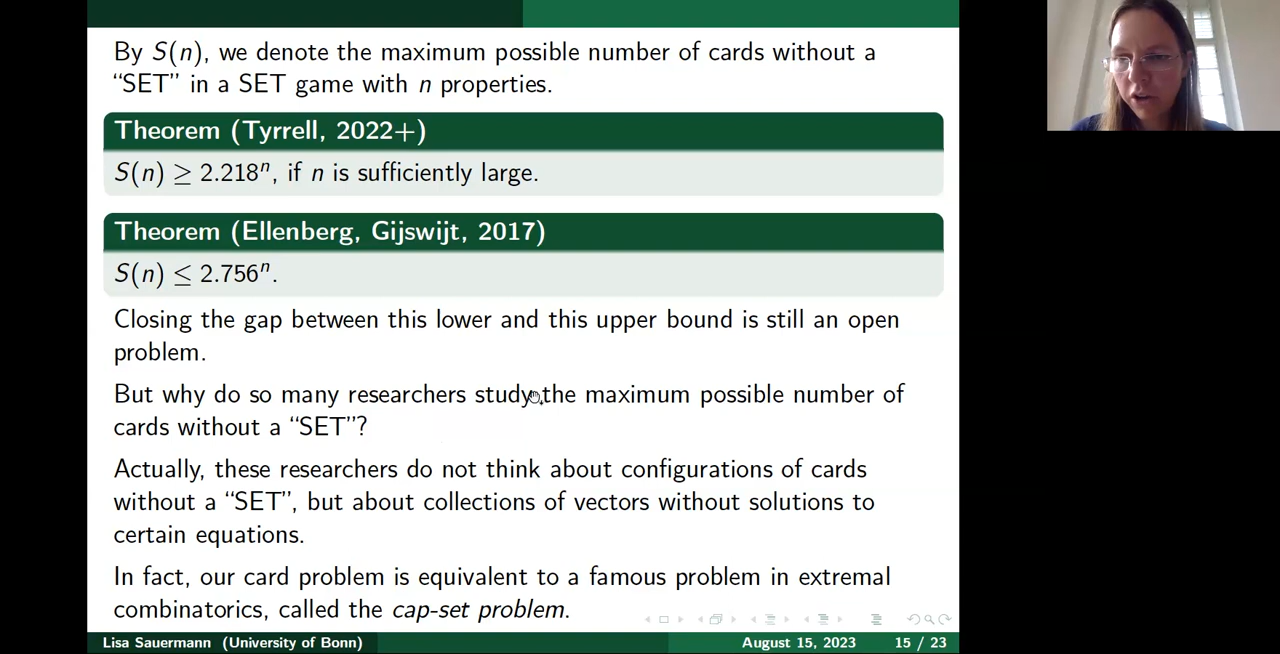 By S(n), we denote the maximum possible number of cards without a
“SET” in a SET game with n properties.
Theorem (Tyrrell, 2022+)
S(n) ≥ 2.218ⁿ, if n is sufficiently large.
Theorem (Ellenberg, Gijswijt, 2017)
S(n) ≤ 2.756ⁿ.
Closing the gap between this lower and this upper bound is still an open
problem.
But why do so many researchers study the maximum possible number of
cards without a “SET”?
Actually, these researchers do not think about configurations of cards
without a “SET”, but about collections of vectors without solutions to
certain equations.
In fact, our card problem is equivalent to a famous problem in extremal
combinatorics, called the cap-set problem.
Lisa Sauermann (University of Bonn) August 15, 2023 15 / 23